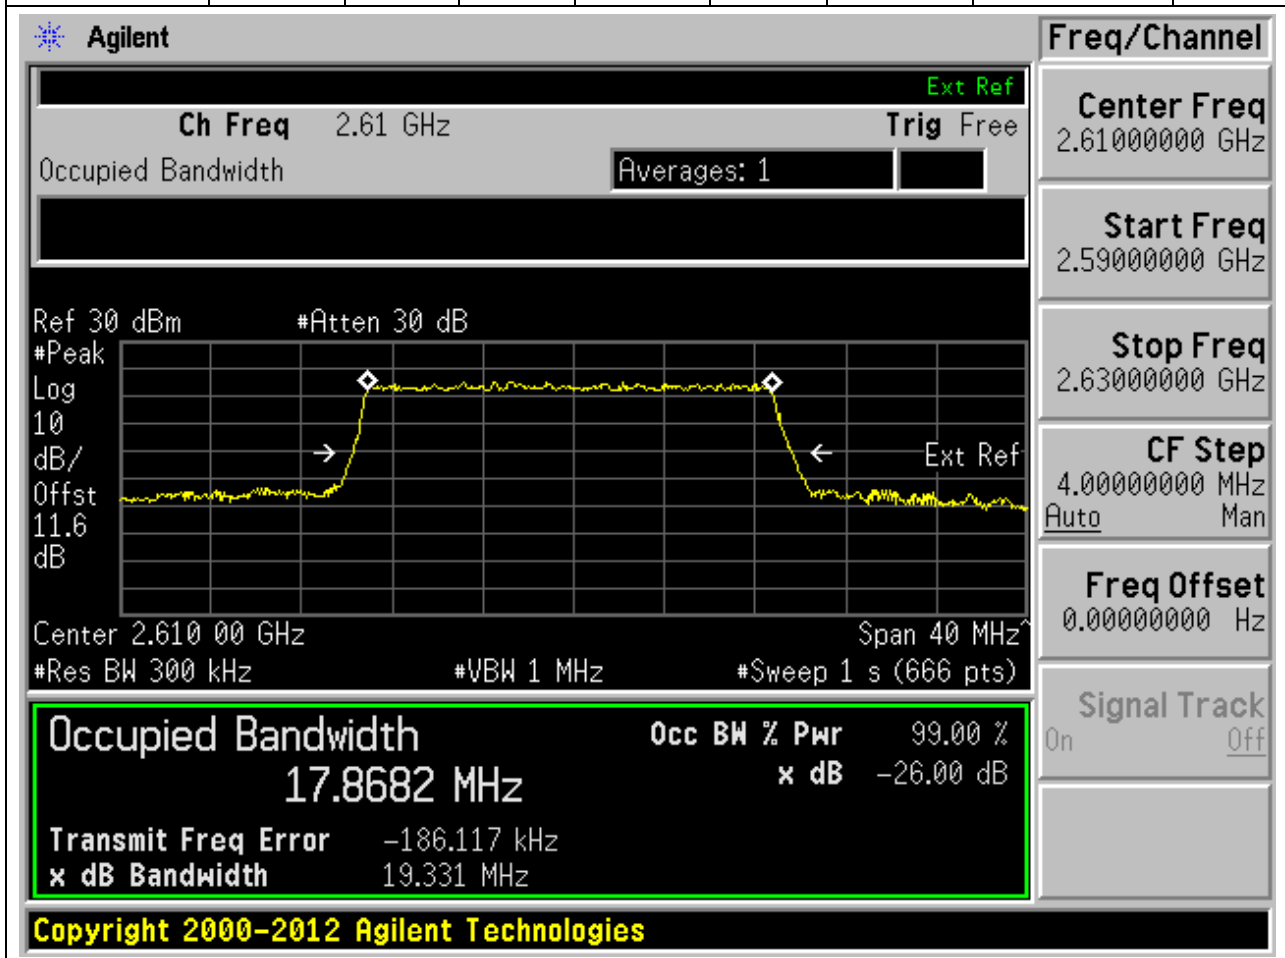 Agilent
Freq/Channel
Ext Ref
Ch Freq 2.61 GHz Trig Free
Occupied Bandwidth Averages: 1
Center Freq
2.61000000 GHz
Start Freq
2.59000000 GHz
Stop Freq
2.63000000 GHz
CF Step
4.00000000 MHz
Auto Man
Freq Offset
0.00000000 Hz
Signal Track
On Off
Ref 30 dBm #Atten 30 dB
#Peak
Log
10
dB/
Offst
11.6
dB
Ext Ref
Center 2.610 00 GHz Span 40 MHz^
#Res BW 300 kHz #VBW 1 MHz #Sweep 1 s (666 pts)
Occupied Bandwidth Occ BW % Pwr 99.00 %
17.8682 MHz x dB -26.00 dB
Transmit Freq Error -186.117 kHz
x dB Bandwidth 19.331 MHz
Copyright 2000-2012 Agilent Technologies